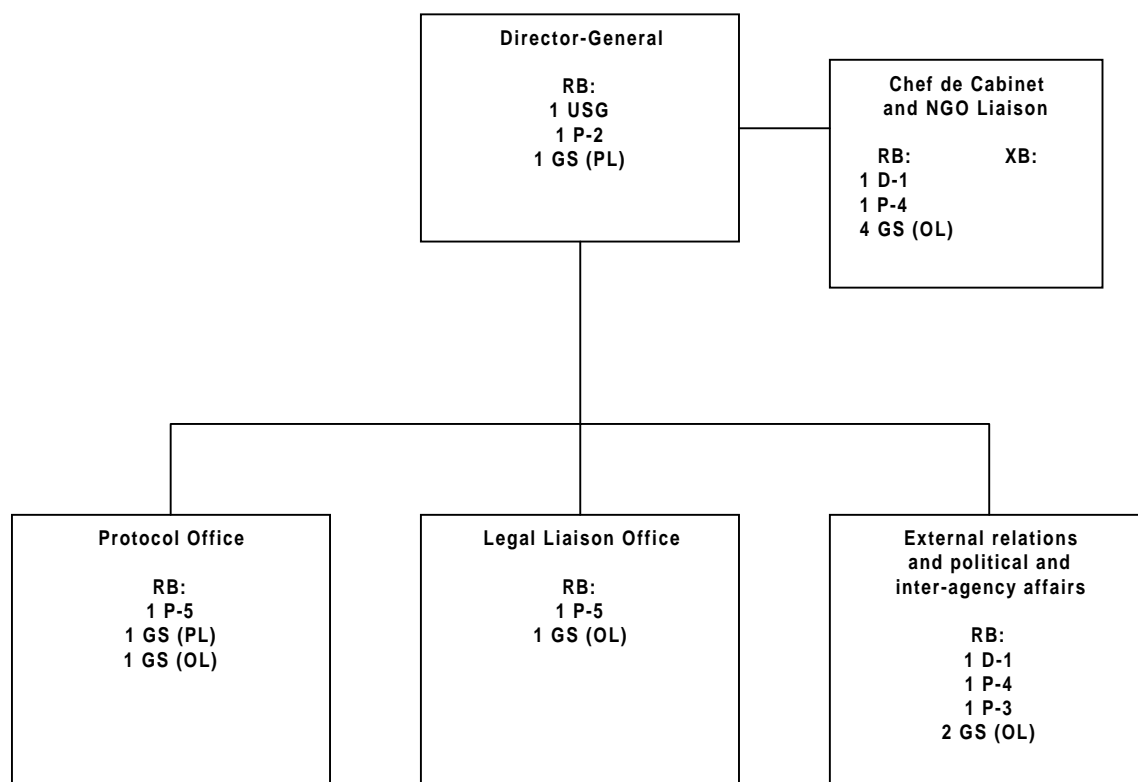 Director-General
RB:
1 USG
1 P-2
1 GS (PL)
Chef de Cabinet
and NGO Liaison
RB: XB:
1 D-1
1 P-4
4 GS (OL)
Protocol Office
RB:
1 P-5
1 GS (PL)
1 GS (OL)
Legal Liaison Office
RB:
1 P-5
1 GS (OL)
External relations
and political and
inter-agency affairs
RB:
1 D-1
1 P-4
1 P-3
2 GS (OL)